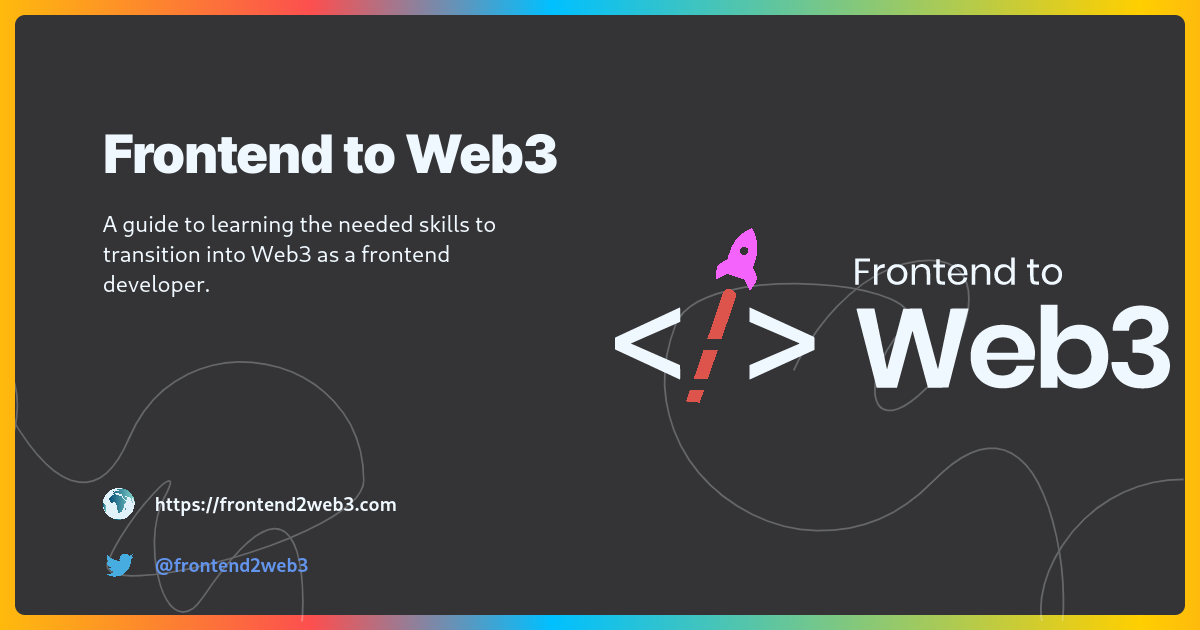 Frontend to Web3
A guide to learning the needed skills to
transition into Web3 as a frontend
developer.
https://frontend2web3.com
@frontend2web3
Frontend to
Web3